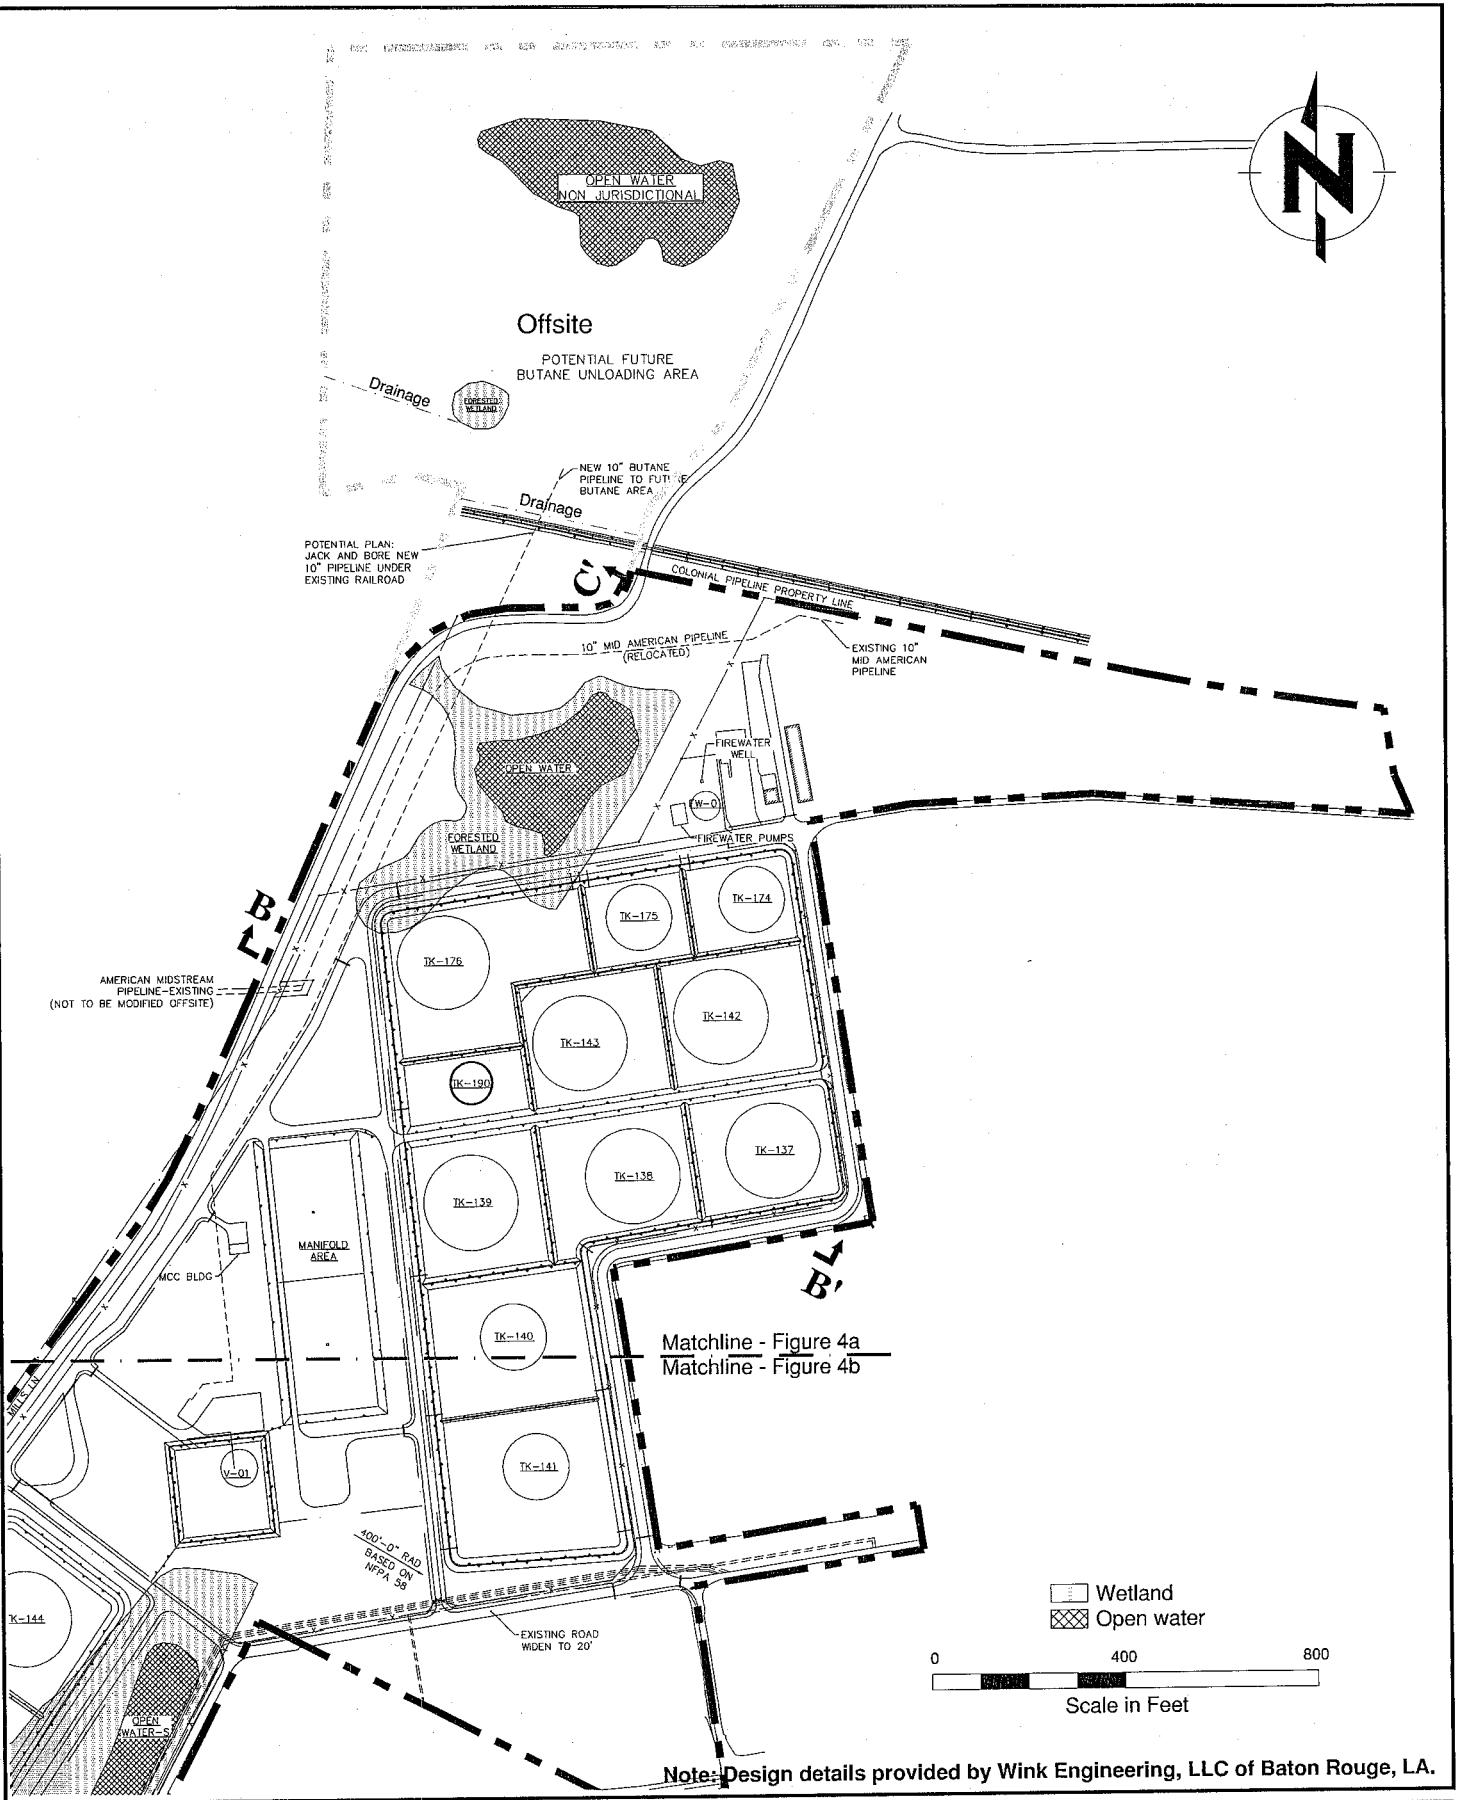 OPEN WATER
NON JURISDICTIONAL
N
Offsite
POTENTIAL FUTURE
BUTANE UNLOADING AREA
Drainage
FORESTED
WETLAND
NEW 10" BUTANE
PIPELINE TO FUTURE
BUTANE AREA
Drainage
POTENTIAL PLAN:
JACK AND BORE NEW
10" PIPELINE UNDER
EXISTING RAILROAD
C'
COLONIAL PIPELINE PROPERTY LINE
10" MID AMERICAN PIPELINE
(RELOCATED)
EXISTING 10"
MID AMERICAN
PIPELINE
FIREWATER
WELL
OPEN WATER
FORESTED
WETLAND
FIREWATER PUMPS
B
TK-174
TK-175
TK-176
AMERICAN MIDSTREAM
PIPELINE-EXISTING
(NOT TO BE MODIFIED OFFSITE)
TK-142
TK-143
TK-190
TK-137
TK-138
TK-139
MANIFOLD
AREA
MCC BLDG
B'
TK-140
Matchline - Figure 4a
Matchline - Figure 4b
MILLS LN
V-01
TK-141
400'-0" RAD
BASED ON
NFPA 58
TK-144
EXISTING ROAD
WIDEN TO 20'
OPEN
WATER-S
Wetland
Open water
0 400 800
Scale in Feet
Note: Design details provided by Wink Engineering, LLC of Baton Rouge, LA.